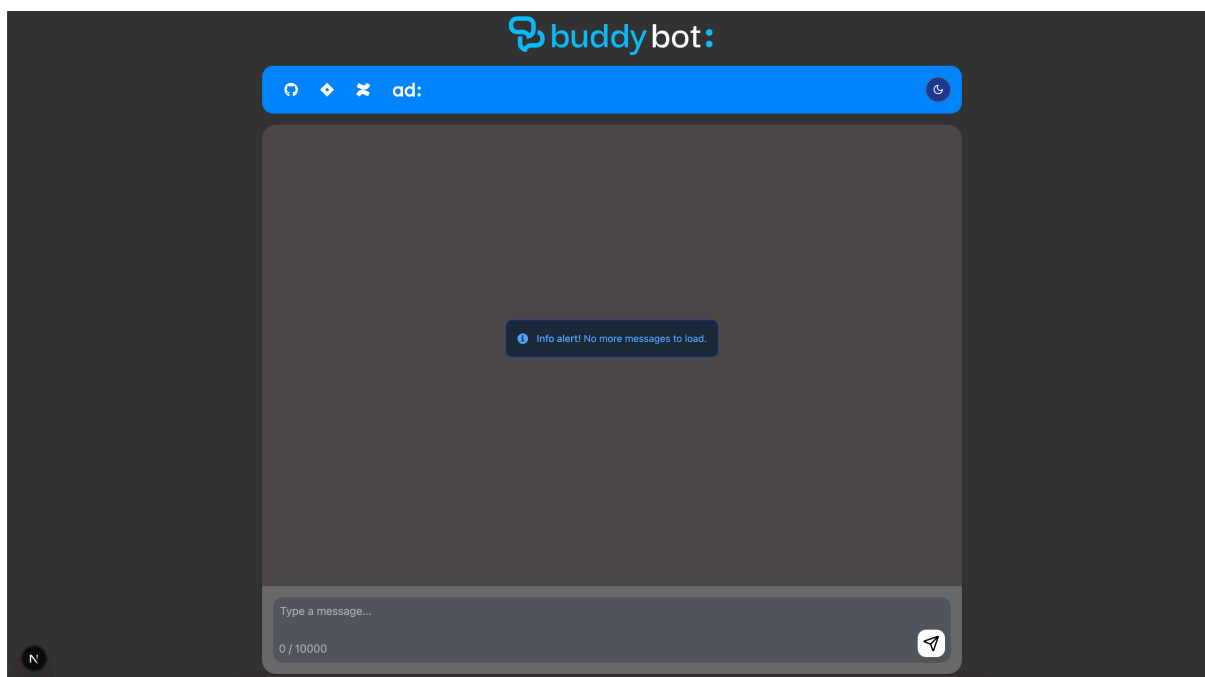 buddybot:
ad:
Info alert! No more messages to load.
Type a message...
0 / 10000
N